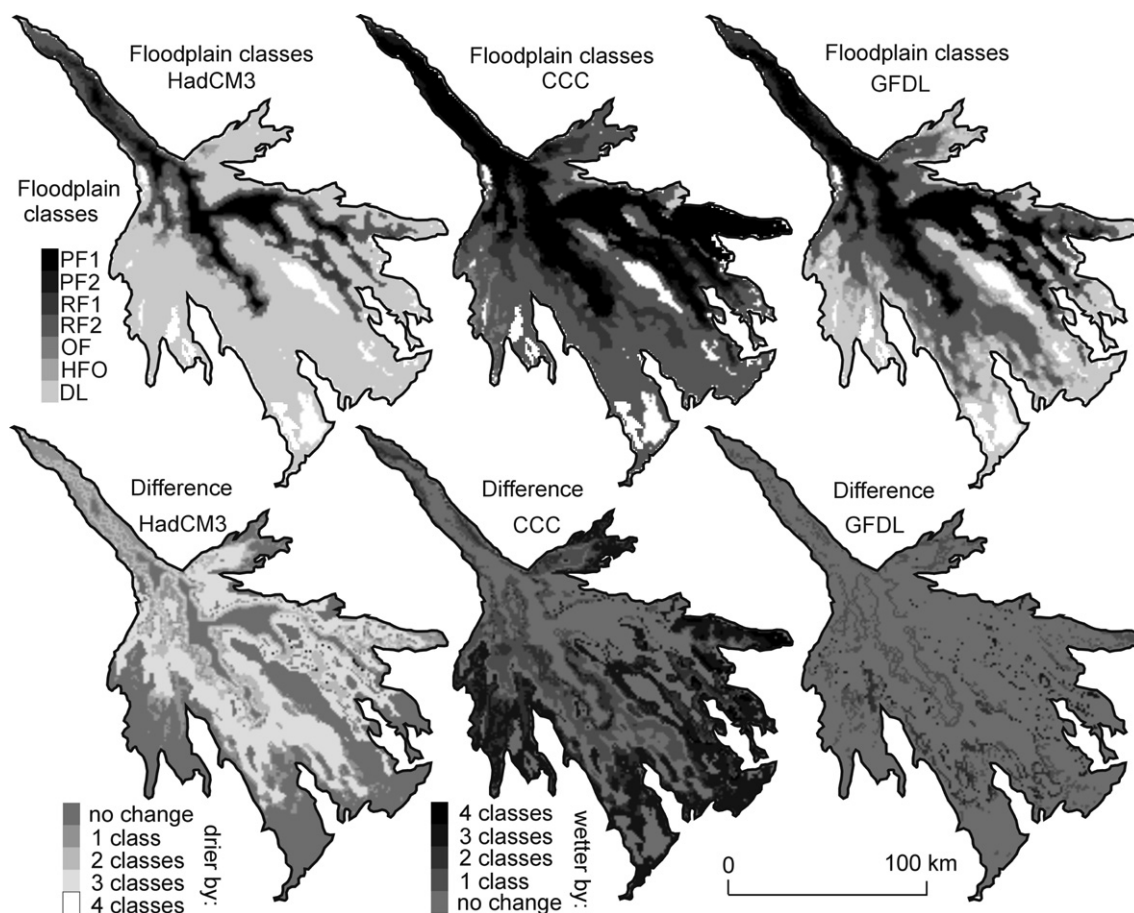 Floodplain classes
HadCM3
Floodplain classes
CCC
Floodplain classes
GFDL
Floodplain
classes
PF1
PF2
RF1
RF2
OF
HFO
DL
Difference
HadCM3
Difference
CCC
Difference
GFDL
no change
1 class
2 classes
3 classes
4 classes
drier by:
4 classes
3 classes
2 classes
1 class
no change
wetter by:
0
100 km